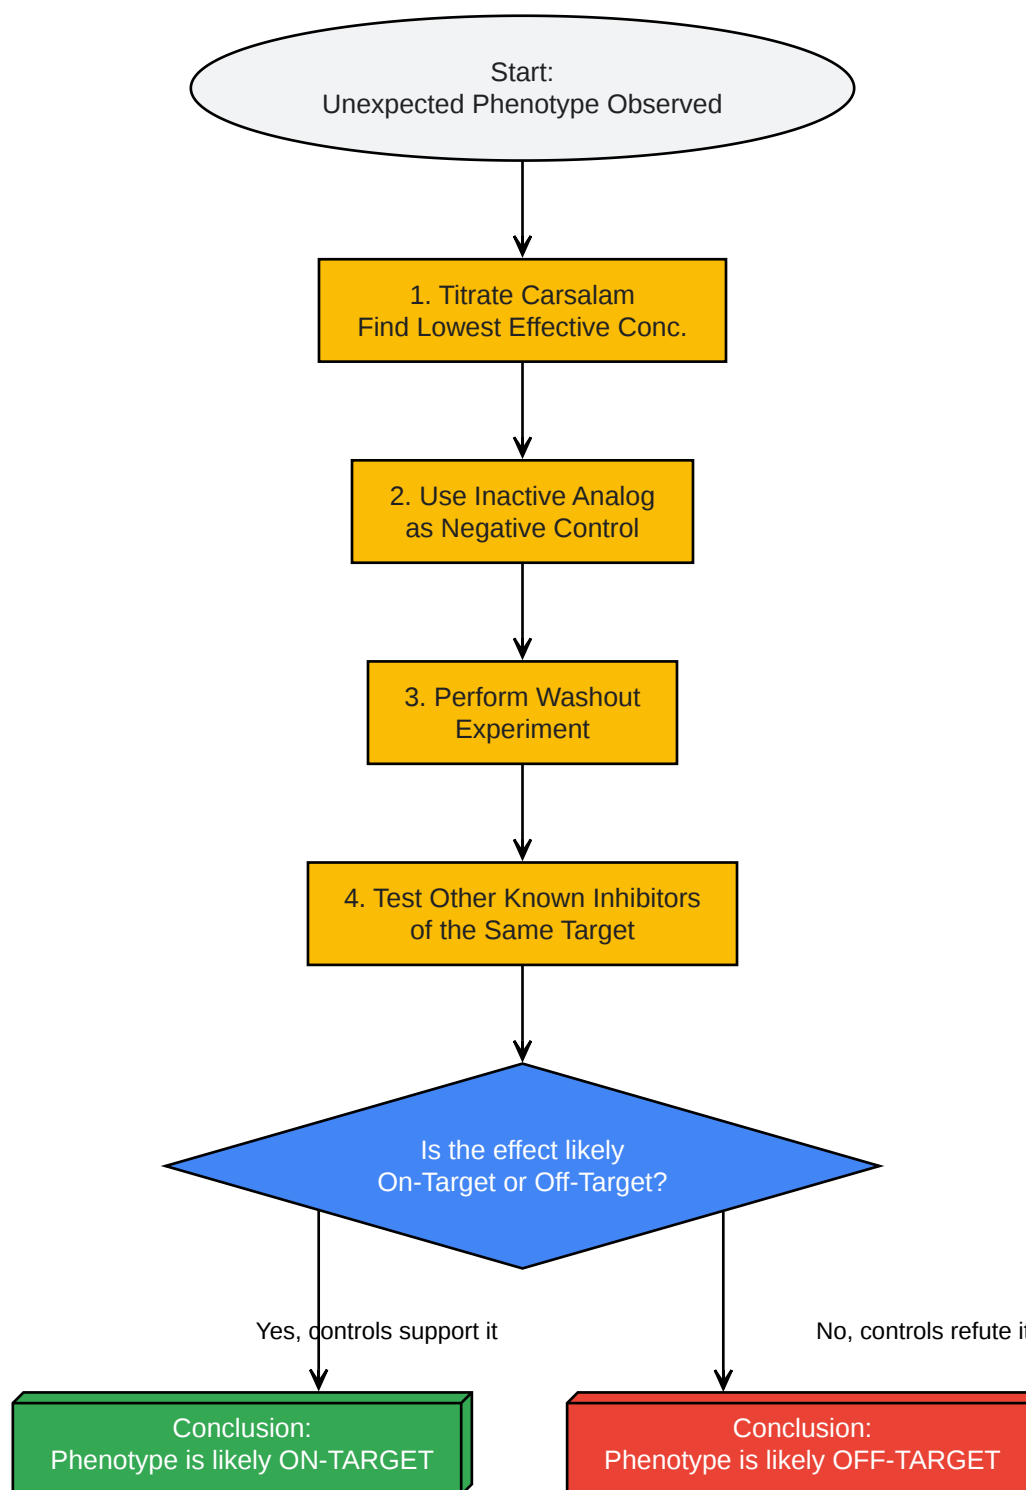 Start:
Unexpected Phenotype Observed
1. Titrate Carsalam
Find Lowest Effective Conc.
2. Use Inactive Analog
as Negative Control
3. Perform Washout
Experiment
4. Test Other Known Inhibitors
of the Same Target
Is the effect likely
On-Target or Off-Target?
Yes, controls support it
No, controls refute it
Conclusion:
Phenotype is likely ON-TARGET
Conclusion:
Phenotype is likely OFF-TARGET